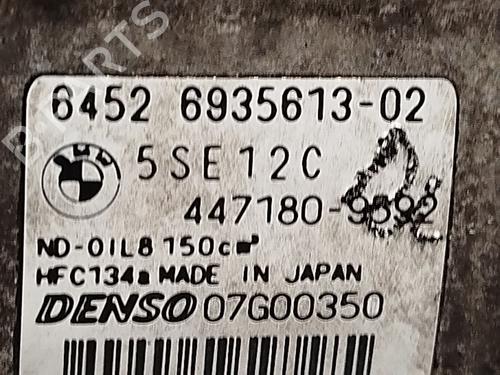 6452 6935613-02
5SE12C
447180-9592
ND-OIL8 150cm³
HFC134a MADE IN JAPAN
DENSO 07G00350